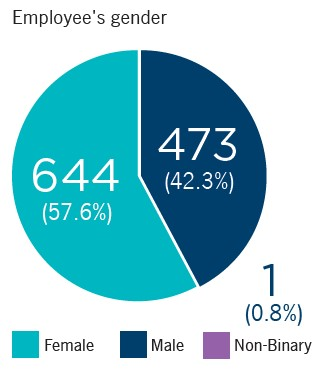 Employee's gender
473
(42.3%)
644
(57.6%)
1
(0.8%)
Female
Male
Non-Binary